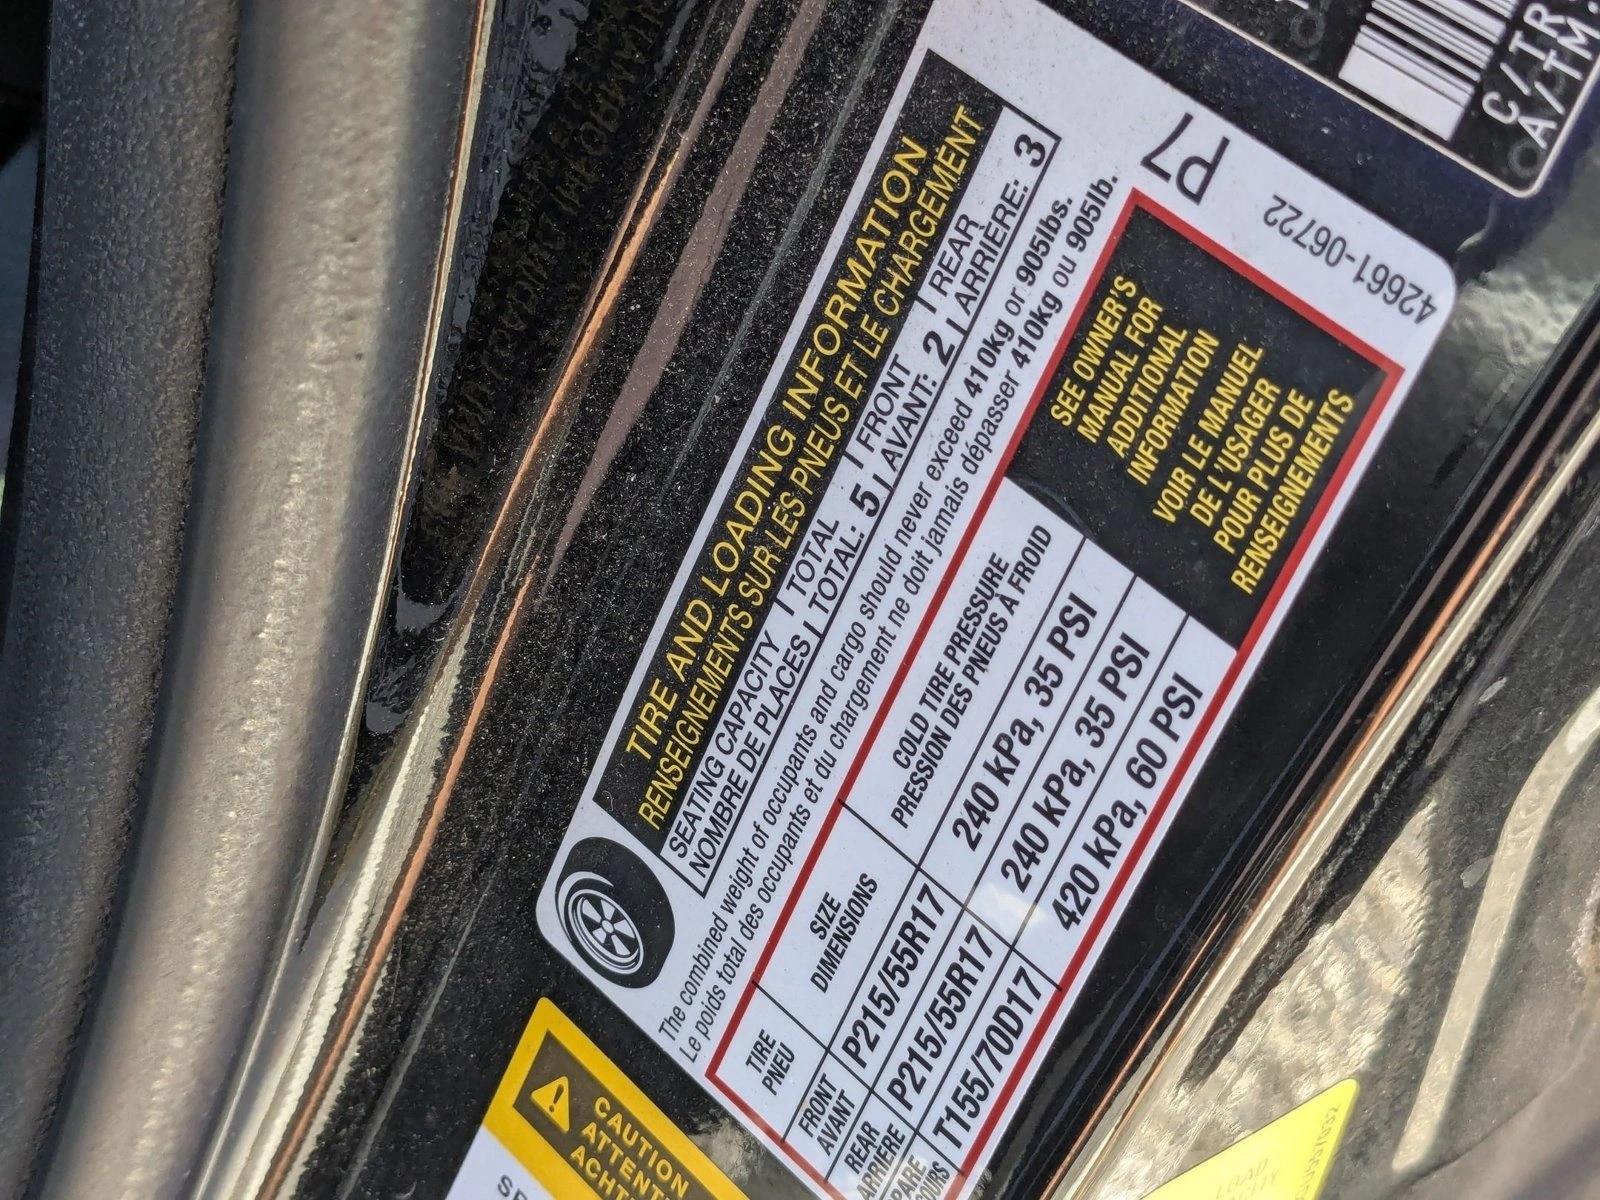 C/TR
A/TM
P7
42661-06722
TIRE AND LOADING INFORMATION
RENSEIGNEMENTS SUR LES PNEUS ET LE CHARGEMENT
SEATING CAPACITY | TOTAL | FRONT | REAR
NOMBRE DE PLACES | TOTAL: 5 | AVANT: 2 | ARRIÈRE: 3
The combined weight of occupants and cargo should never exceed 410kg or 905lbs.
Le poids total des occupants et du chargement ne doit jamais dépasser 410kg ou 905lb.
TIRE SIZE COLD TIRE PRESSURE
PNEU DIMENSIONS PRESSION DES PNEUS À FROID
FRONT
AVANT P215/55R17 240 kPa, 35 PSI
REAR
ARRIÈRE P215/55R17 240 kPa, 35 PSI
T155/70D17 420 kPa, 60 PSI
SEE OWNER'S
MANUAL FOR
ADDITIONAL
INFORMATION
VOIR LE MANUEL
DE L'USAGER
POUR PLUS DE
RENSEIGNEMENTS
CAUTION